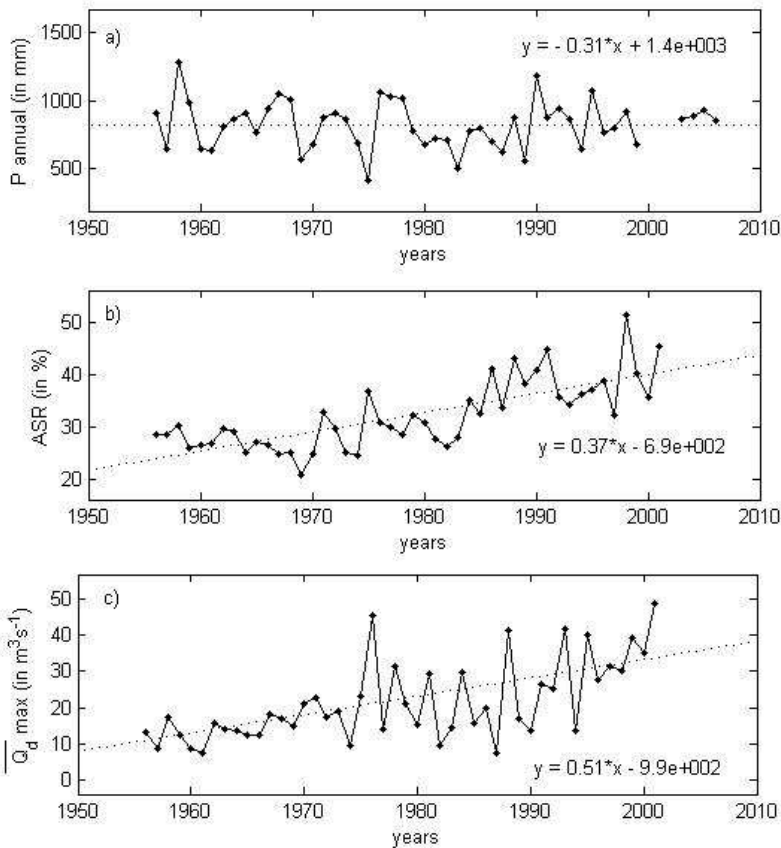 a)
y = - 0.31*x + 1.4e+003
P annual (in mm)
1500
1000
500
1950 1960 1970 1980 1990 2000 2010
years
b)
ASR (in %)
50
40
30
20
y = 0.37*x - 6.9e+002
1950 1960 1970 1980 1990 2000 2010
years
c)
Qd max (in m³s⁻¹)
50
40
30
20
10
0
y = 0.51*x - 9.9e+002
1950 1960 1970 1980 1990 2000 2010
years